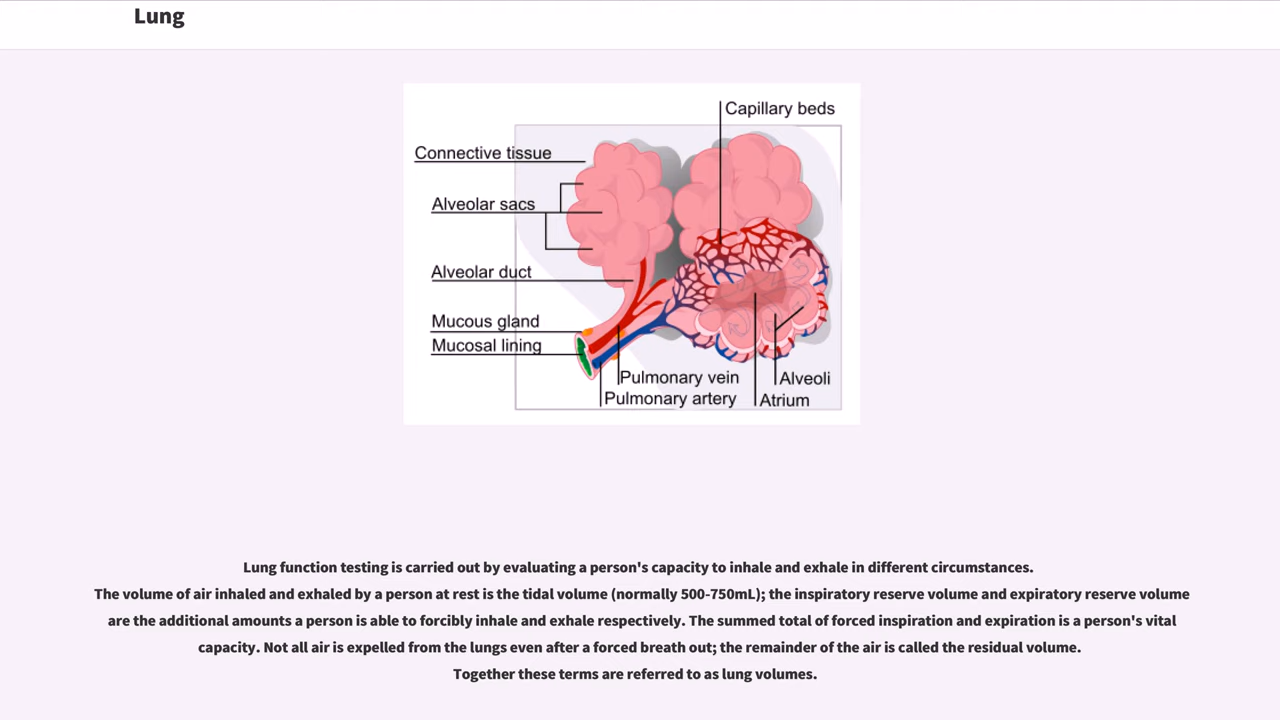 Lung
Capillary beds
Connective tissue
Alveolar sacs
Alveolar duct
Mucous gland
Mucosal lining
Pulmonary vein
Alveoli
Pulmonary artery
Atrium
Lung function testing is carried out by evaluating a person's capacity to inhale and exhale in different circumstances.
The volume of air inhaled and exhaled by a person at rest is the tidal volume (normally 500-750mL); the inspiratory reserve volume and expiratory reserve volume
are the additional amounts a person is able to forcibly inhale and exhale respectively. The summed total of forced inspiration and expiration is a person's vital
capacity. Not all air is expelled from the lungs even after a forced breath out; the remainder of the air is called the residual volume.
Together these terms are referred to as lung volumes.